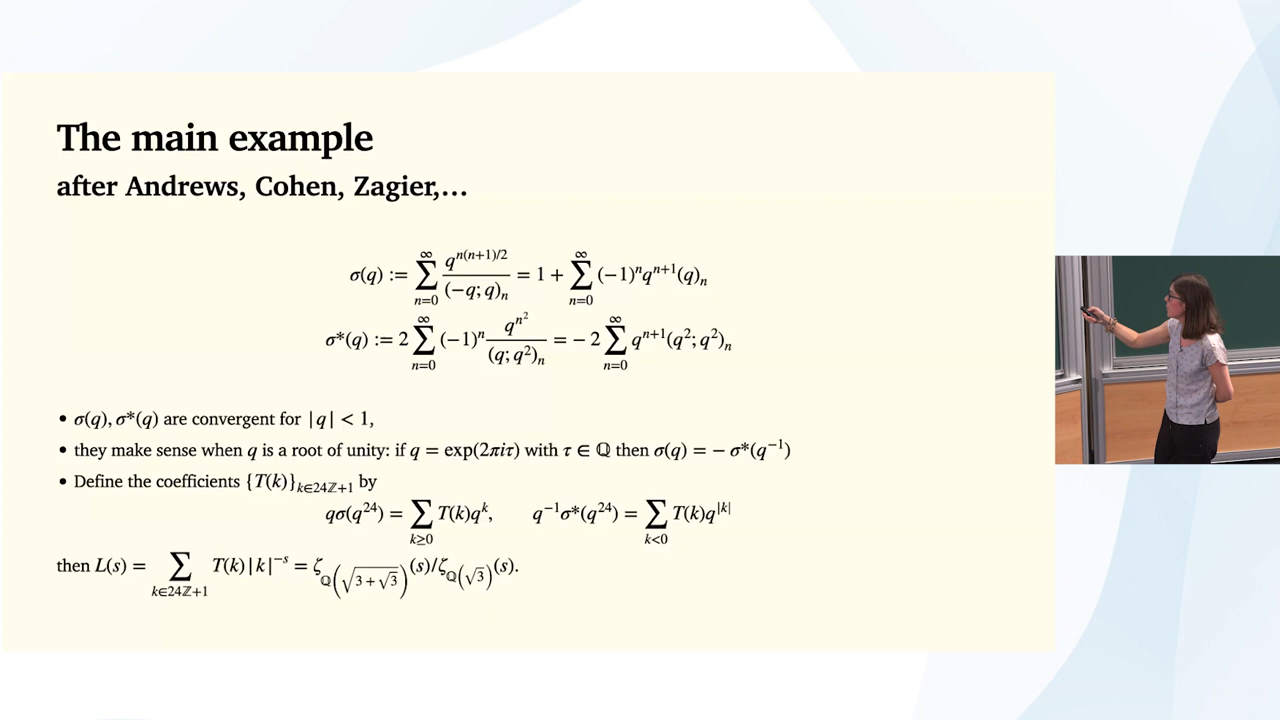 The main example
after Andrews, Cohen, Zagier,…
σ(q) := ∑_{n=0}^{∞} q^{n(n+1)/2} / (−q; q)_n = 1 + ∑_{n=0}^{∞} (−1)^n q^{n+1}(q)_n
σ*(q) := 2 ∑_{n=0}^{∞} (−1)^n q^{n^2} / (q; q^2)_n = − 2 ∑_{n=0}^{∞} q^{n+1}(q^2; q^2)_n
• σ(q), σ*(q) are convergent for |q| < 1,
• they make sense when q is a root of unity: if q = exp(2πiτ) with τ ∈ ℚ then σ(q) = − σ*(q^{−1})
• Define the coefficients {T(k)}_{k∈24ℤ+1} by
qσ(q^{24}) = ∑_{k≥0} T(k)q^k, q^{−1}σ*(q^{24}) = ∑_{k<0} T(k)q^{|k|}
then L(s) = ∑_{k∈24ℤ+1} T(k)|k|^{−s} = ζ_{ℚ(√(3+√3))}(s)/ζ_{ℚ(√3)}(s).